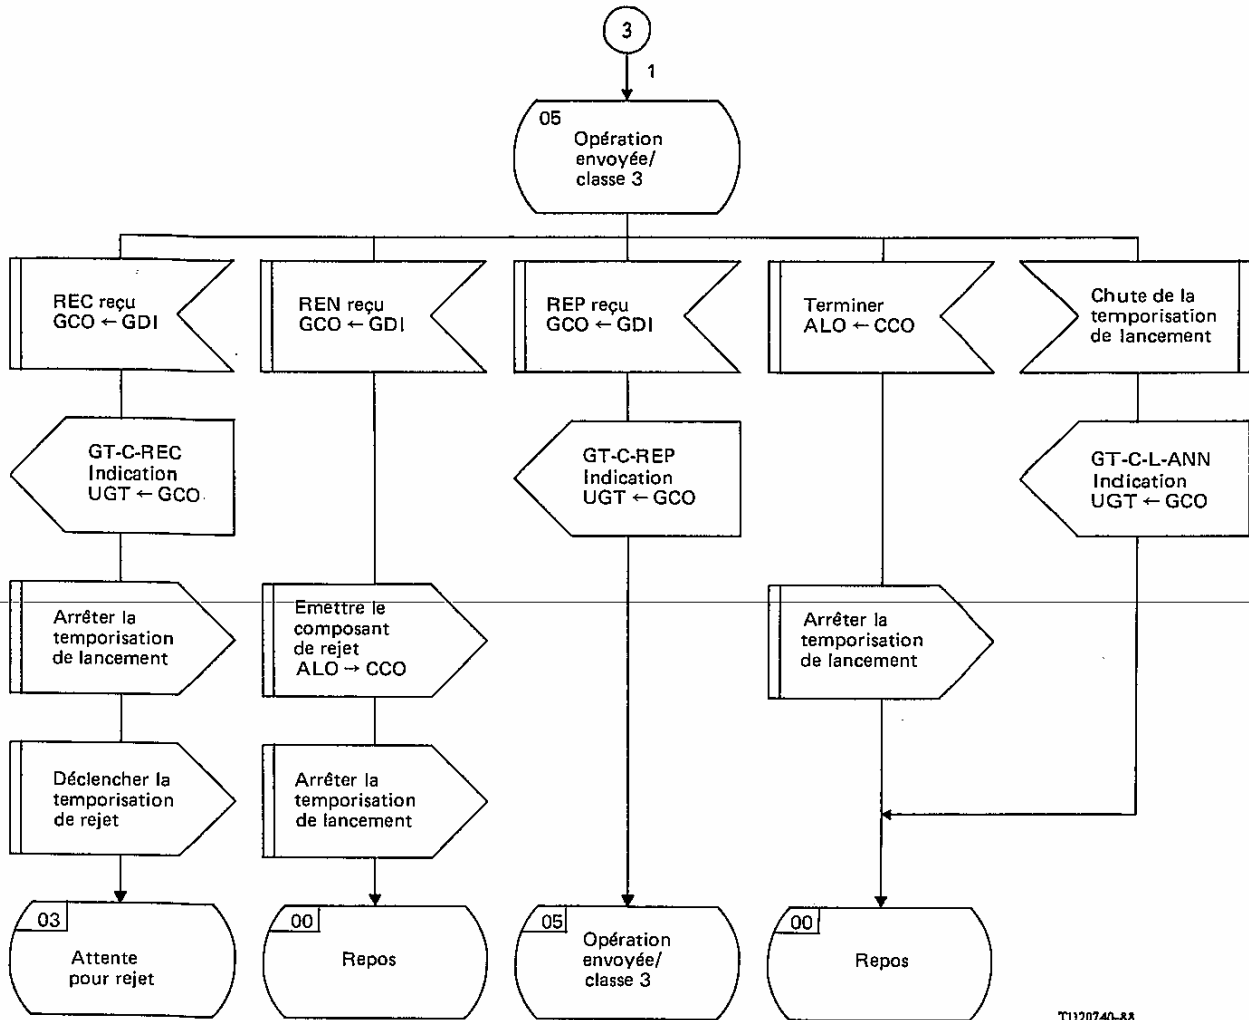 3
1
05
Opération
envoyée/
classe 3
REC reçu
GCO ← GDI
REN reçu
GCO ← GDI
REP reçu
GCO ← GDI
Terminer
ALO ← CCO
Chute de la
temporisation
de lancement
GT-C-REC
Indication
UGT ← GCO
GT-C-REP
Indication
UGT ← GCO
GT-C-L-ANN
Indication
UGT ← GCO
Arrêter la
temporisation
de lancement
Emettre le
composant
de rejet
ALO → CCO
Arrêter la
temporisation
de lancement
Déclencher la
temporisation
de rejet
Arrêter la
temporisation
de lancement
03
Attente
pour rejet
00
Repos
05
Opération
envoyée/
classe 3
00
Repos
T1120740-88